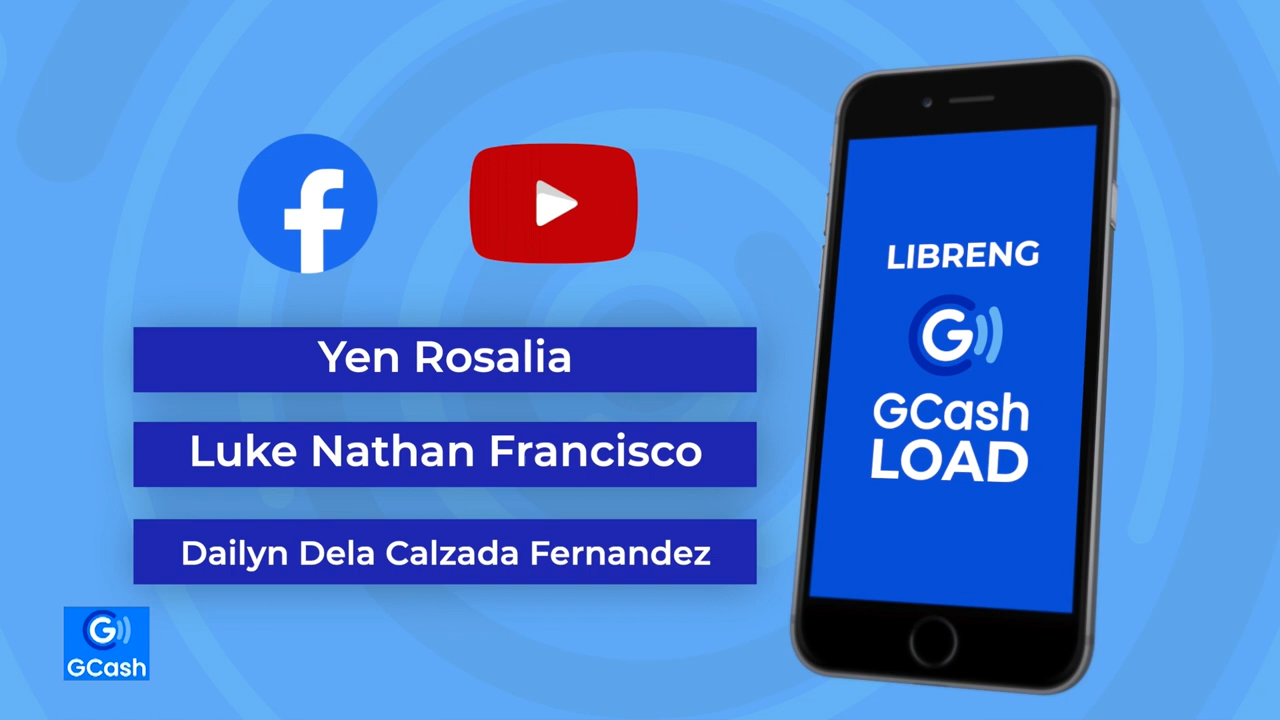 Yen Rosalia
Luke Nathan Francisco
Dailyn Dela Calzada Fernandez
LIBRENG
G
GCash
LOAD
G
GCash